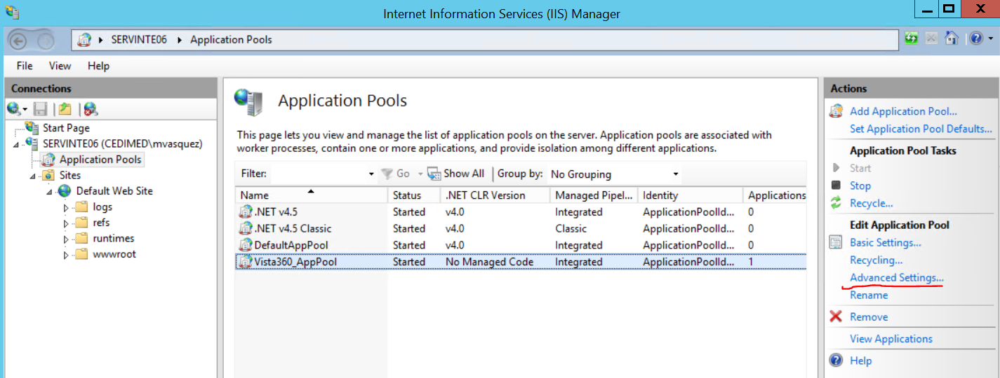 Internet Information Services (IIS) Manager
SERVINTE06 Application Pools
File View Help
Connections
Start Page
SERVINTE06 (CEDIMED\mvasquez)
Application Pools
Sites
Default Web Site
logs
refs
runtimes
wwwroot
Application Pools
This page lets you view and manage the list of application pools on the server. Application pools are associated with
worker processes, contain one or more applications, and provide isolation among different applications.
Filter: Go Show All Group by: No Grouping
Name Status .NET CLR Version Managed Pipel... Identity Applications
.NET v4.5 Started v4.0 Integrated ApplicationPoolId... 0
.NET v4.5 Classic Started v4.0 Classic ApplicationPoolId... 0
DefaultAppPool Started v4.0 Integrated ApplicationPoolId... 0
Vista360_AppPool Started No Managed Code Integrated ApplicationPoolId... 1
Actions
Add Application Pool...
Set Application Pool Defaults...
Application Pool Tasks
Start
Stop
Recycle...
Edit Application Pool
Basic Settings...
Recycling...
Advanced Settings...
Rename
Remove
View Applications
Help